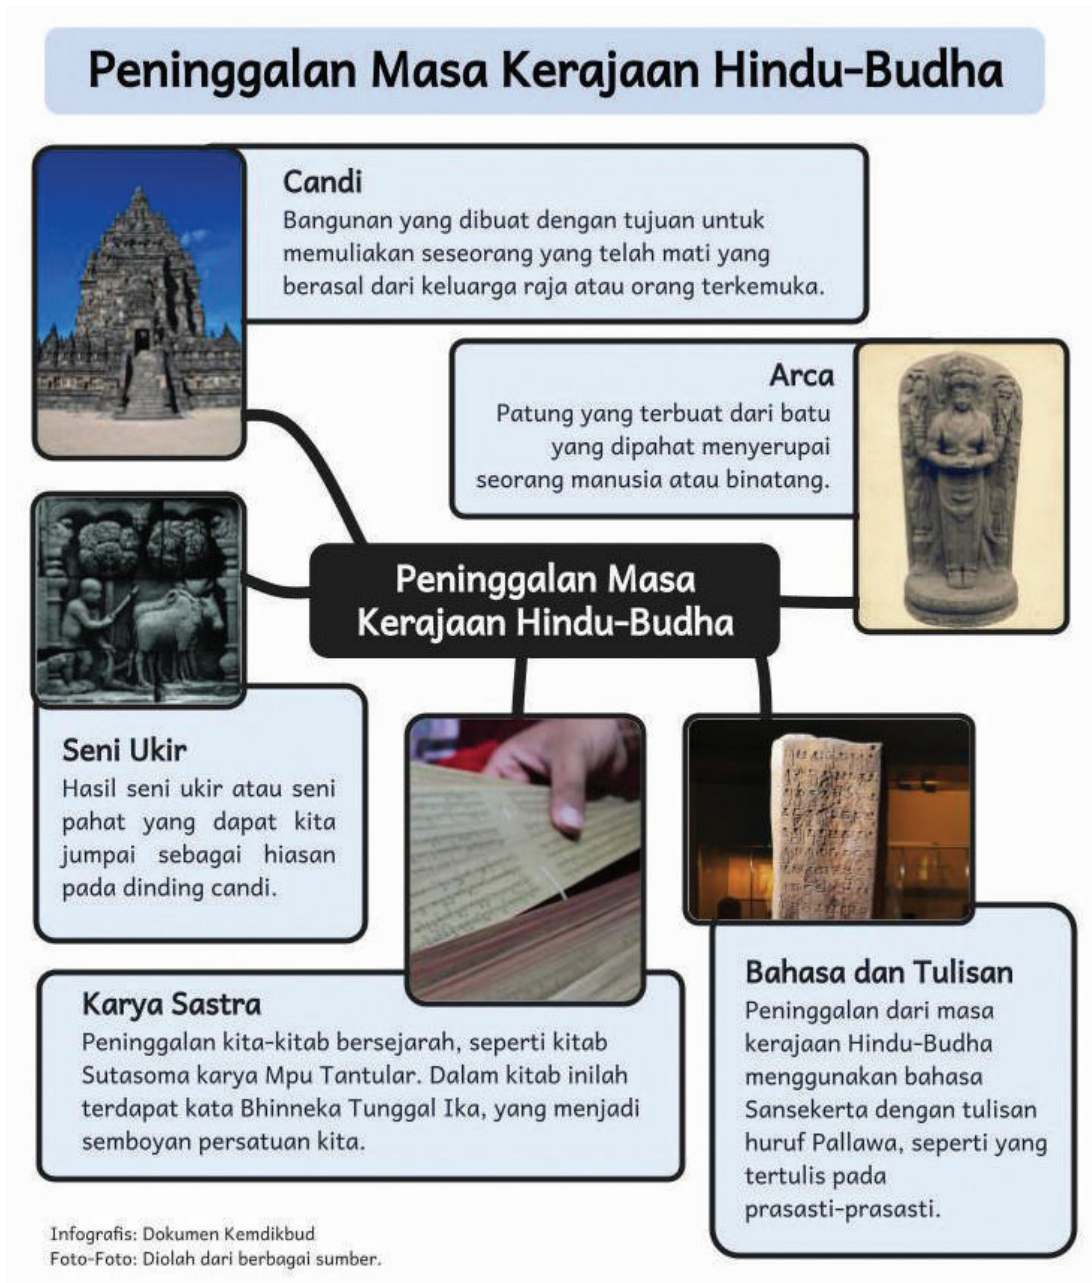 Peninggalan Masa Kerajaan Hindu-Budha
Candi
Bangunan yang dibuat dengan tujuan untuk
memuliakan seseorang yang telah mati yang
berasal dari keluarga raja atau orang terkemuka.
Arca
Patung yang terbuat dari batu
yang dipahat menyerupai
seorang manusia atau binatang.
Peninggalan Masa
Kerajaan Hindu-Budha
Seni Ukir
Hasil seni ukir atau seni
pahat yang dapat kita
jumpai sebagai hiasan
pada dinding candi.
Karya Sastra
Peninggalan kita-kitab bersejarah, seperti kitab
Sutasoma karya Mpu Tantular. Dalam kitab inilah
terdapat kata Bhinneka Tunggal Ika, yang menjadi
semboyan persatuan kita.
Bahasa dan Tulisan
Peninggalan dari masa
kerajaan Hindu-Budha
menggunakan bahasa
Sansekerta dengan tulisan
huruf Pallawa, seperti yang
tertulis pada
prasasti-prasasti.
Infografis: Dokumen Kemdikbud
Foto-Foto: Diolah dari berbagai sumber.